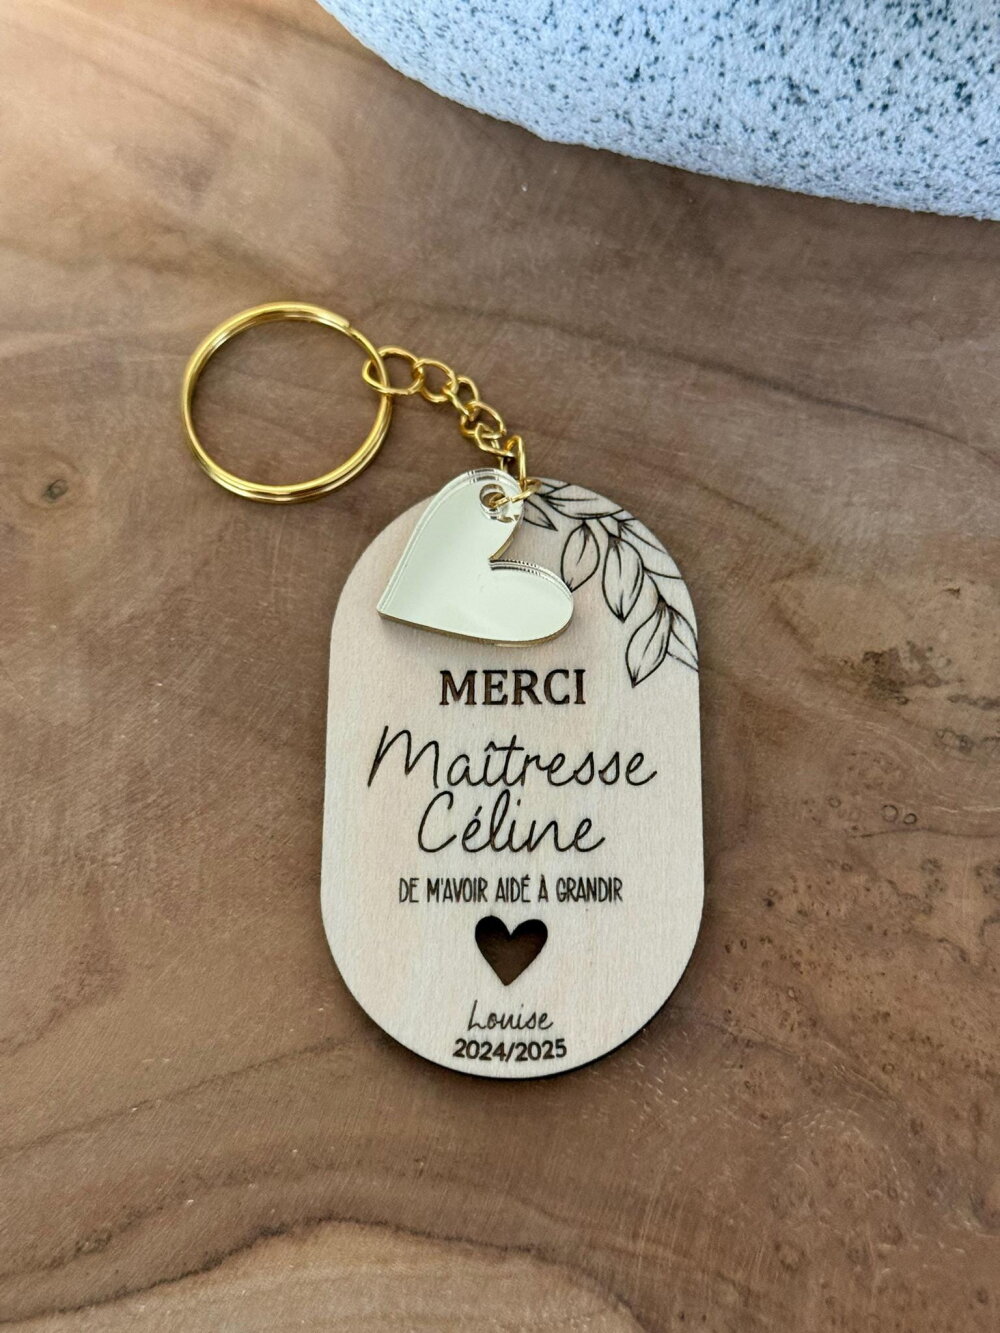 MERCI
Maîtresse
Céline
DE M'AVOIR AIDÉ À GRANDIR
Louise
2024/2025